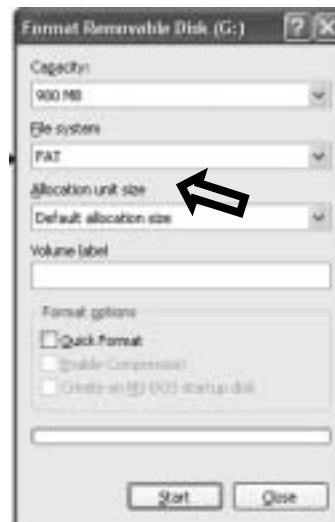 Format Removable Disk (G:)
Capacity:
980 MB
File system
FAT
Allocation unit size
Default allocation size
Volume label
Format options
Quick Format
Enable Compression
Create an MS-DOS startup disk
Start
Close